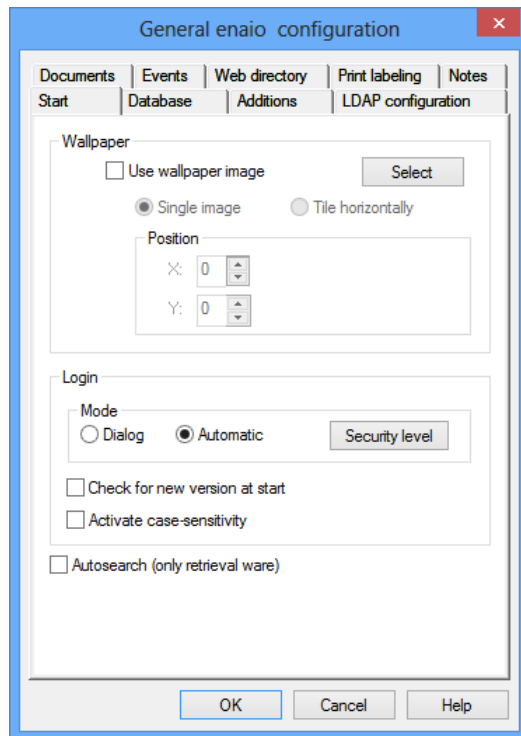 General enaio configuration
Documents Events Web directory Print labeling Notes
Start Database Additions LDAP configuration
Wallpaper
Use wallpaper image Select
Single image Tile horizontally
Position
X: 0
Y: 0
Login
Mode
Dialog Automatic Security level
Check for new version at start
Activate case-sensitivity
Autosearch (only retrieval ware)
OK Cancel Help